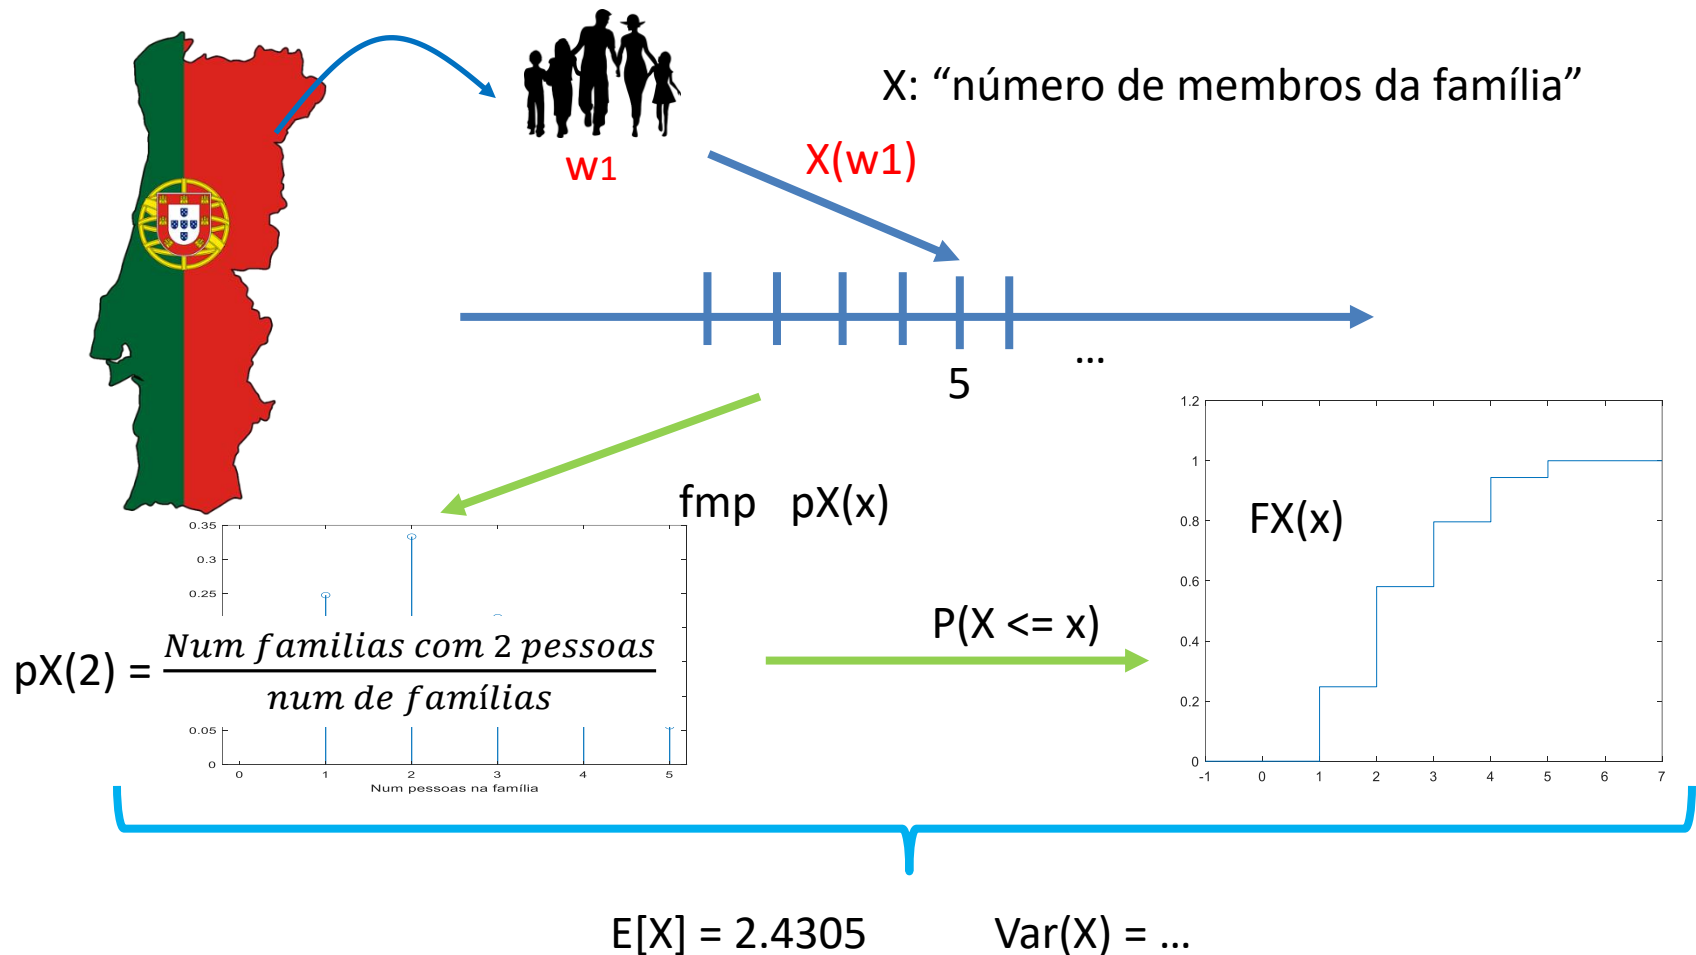 X: “número de membros da família”
w1
X(w1)
5
...
fmp pX(x)
P(X <= x)
FX(x)
0.35
0.3
0.25
pX(2) = Num familias com 2 pessoas / num de famílias
0.05
0
0 1 2 3 4 5
Num pessoas na família
1.2
1
0.8
0.6
0.4
0.2
0
-1 0 1 2 3 4 5 6 7
E[X] = 2.4305 Var(X) = ...